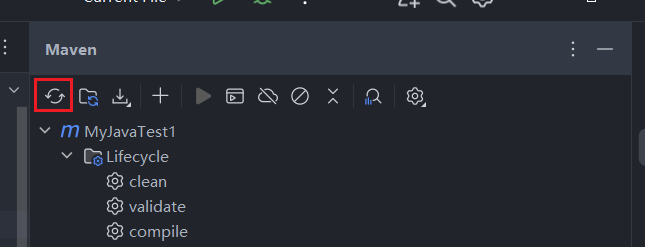 Current File
Maven
MyJavaTest1
Lifecycle
clean
validate
compile